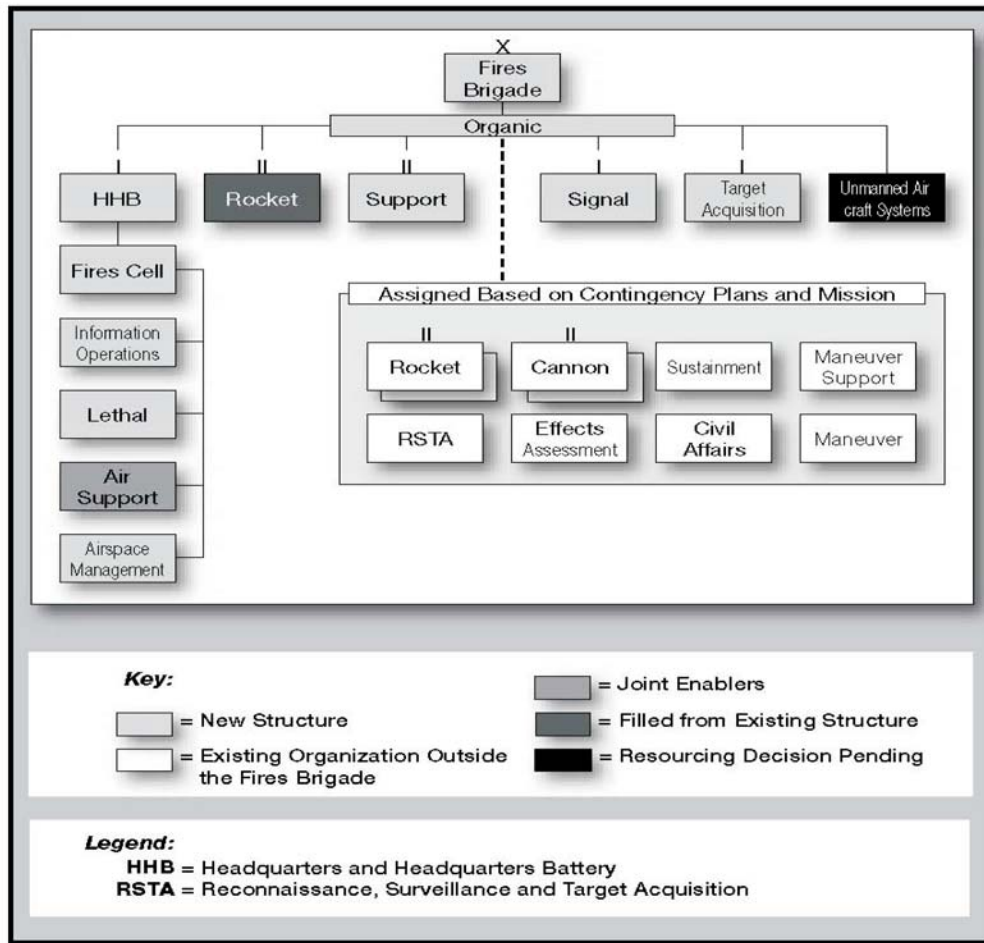 X
Fires
Brigade
Organic
I
II
II
I
I
HHB
Rocket
Support
Signal
Target
Acquisition
Unmanned Air
craft Systems
Fires Cell
Information
Operations
Lethal
Air
Support
Airspace
Management
Assigned Based on Contingency Plans and Mission
II
II
Rocket
Cannon
Sustainment
Maneuver
Support
RSTA
Effects
Assessment
Civil
Affairs
Maneuver
Key:
= New Structure
= Existing Organization Outside
the Fires Brigade
= Joint Enablers
= Filled from Existing Structure
= Resourcing Decision Pending
Legend:
HHB = Headquarters and Headquarters Battery
RSTA = Reconnaissance, Surveillance and Target Acquisition